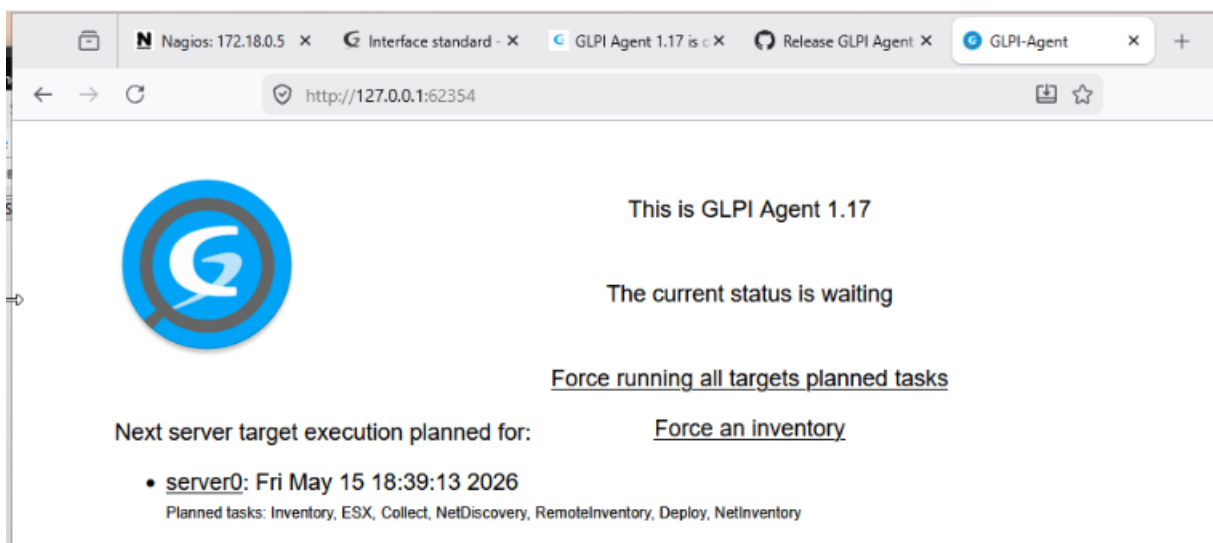 Nagios: 172.18.0.5
Interface standard -
GLPI Agent 1.17 is c
Release GLPI Agent
GLPI-Agent
http://127.0.0.1:62354
This is GLPI Agent 1.17
The current status is waiting
Force running all targets planned tasks
Next server target execution planned for:
Force an inventory
• server0: Fri May 15 18:39:13 2026
Planned tasks: Inventory, ESX, Collect, NetDiscovery, RemoteInventory, Deploy, NetInventory